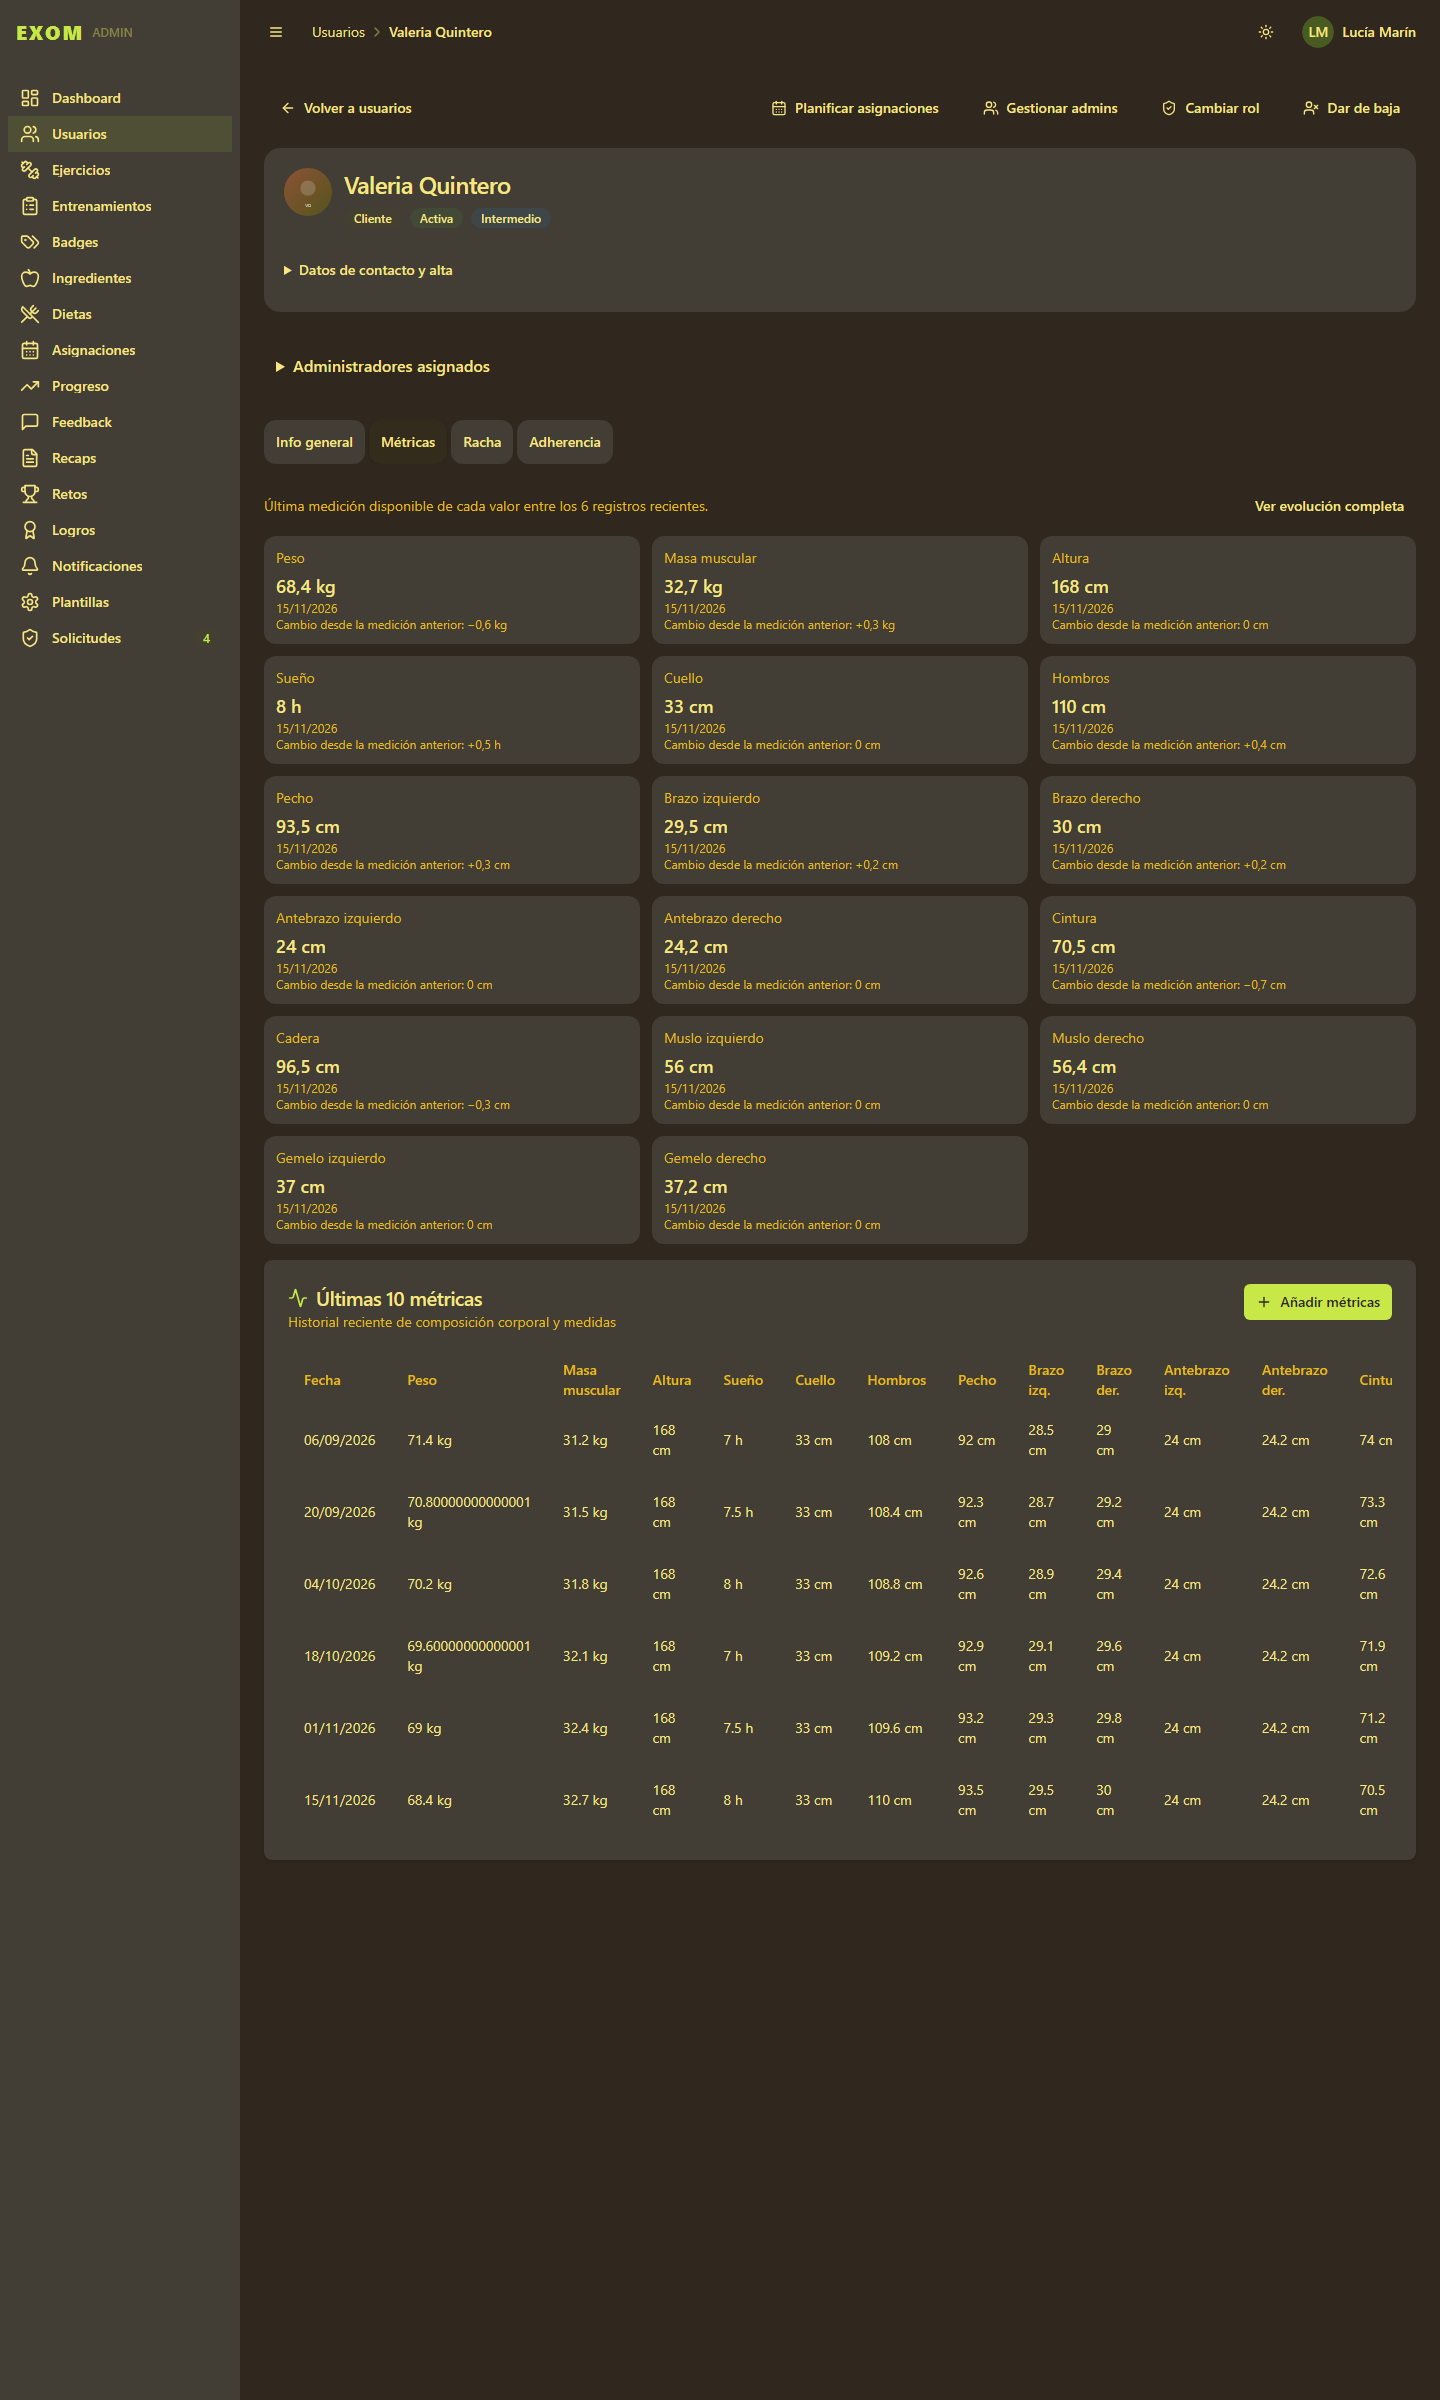 EXOM ADMIN
Dashboard
Usuarios
Ejercicios
Entrenamientos
Badges
Ingredientes
Dietas
Asignaciones
Progreso
Feedback
Recaps
Retos
Logros
Notificaciones
Plantillas
Solicitudes 4
Usuarios Valeria Quintero
LM Lucía Marín
Volver a usuarios
Planificar asignaciones
Gestionar admins
Cambiar rol
Dar de baja
Valeria Quintero
Cliente Activa Intermedio
Datos de contacto y alta
Administradores asignados
Info general
Métricas
Racha
Adherencia
Última medición disponible de cada valor entre los 6 registros recientes.
Ver evolución completa
Peso
68,4 kg
15/11/2026
Cambio desde la medición anterior: −0,6 kg
Masa muscular
32,7 kg
15/11/2026
Cambio desde la medición anterior: +0,3 kg
Altura
168 cm
15/11/2026
Cambio desde la medición anterior: 0 cm
Sueño
8 h
15/11/2026
Cambio desde la medición anterior: +0,5 h
Cuello
33 cm
15/11/2026
Cambio desde la medición anterior: 0 cm
Hombros
110 cm
15/11/2026
Cambio desde la medición anterior: +0,4 cm
Pecho
93,5 cm
15/11/2026
Cambio desde la medición anterior: +0,3 cm
Brazo izquierdo
29,5 cm
15/11/2026
Cambio desde la medición anterior: +0,2 cm
Brazo derecho
30 cm
15/11/2026
Cambio desde la medición anterior: +0,2 cm
Antebrazo izquierdo
24 cm
15/11/2026
Cambio desde la medición anterior: 0 cm
Antebrazo derecho
24,2 cm
15/11/2026
Cambio desde la medición anterior: 0 cm
Cintura
70,5 cm
15/11/2026
Cambio desde la medición anterior: −0,7 cm
Cadera
96,5 cm
15/11/2026
Cambio desde la medición anterior: −0,3 cm
Muslo izquierdo
56 cm
15/11/2026
Cambio desde la medición anterior: 0 cm
Muslo derecho
56,4 cm
15/11/2026
Cambio desde la medición anterior: 0 cm
Gemelo izquierdo
37 cm
15/11/2026
Cambio desde la medición anterior: 0 cm
Gemelo derecho
37,2 cm
15/11/2026
Cambio desde la medición anterior: 0 cm
Últimas 10 métricas
Historial reciente de composición corporal y medidas
Añadir métricas
Fecha Peso Masa muscular Altura Sueño Cuello Hombros Pecho Brazo izq. Brazo der. Antebrazo izq. Antebrazo der. Cintu
06/09/2026 71.4 kg 31.2 kg 168 cm 7 h 33 cm 108 cm 92 cm 28.5 cm 29 cm 24 cm 24.2 cm 74 cm
20/09/2026 70.80000000000001 kg 31.5 kg 168 cm 7.5 h 33 cm 108.4 cm 92.3 cm 28.7 cm 29.2 cm 24 cm 24.2 cm 73.3 cm
04/10/2026 70.2 kg 31.8 kg 168 cm 8 h 33 cm 108.8 cm 92.6 cm 28.9 cm 29.4 cm 24 cm 24.2 cm 72.6 cm
18/10/2026 69.60000000000001 kg 32.1 kg 168 cm 7 h 33 cm 109.2 cm 92.9 cm 29.1 cm 29.6 cm 24 cm 24.2 cm 71.9 cm
01/11/2026 69 kg 32.4 kg 168 cm 7.5 h 33 cm 109.6 cm 93.2 cm 29.3 cm 29.8 cm 24 cm 24.2 cm 71.2 cm
15/11/2026 68.4 kg 32.7 kg 168 cm 8 h 33 cm 110 cm 93.5 cm 29.5 cm 30 cm 24 cm 24.2 cm 70.5 cm